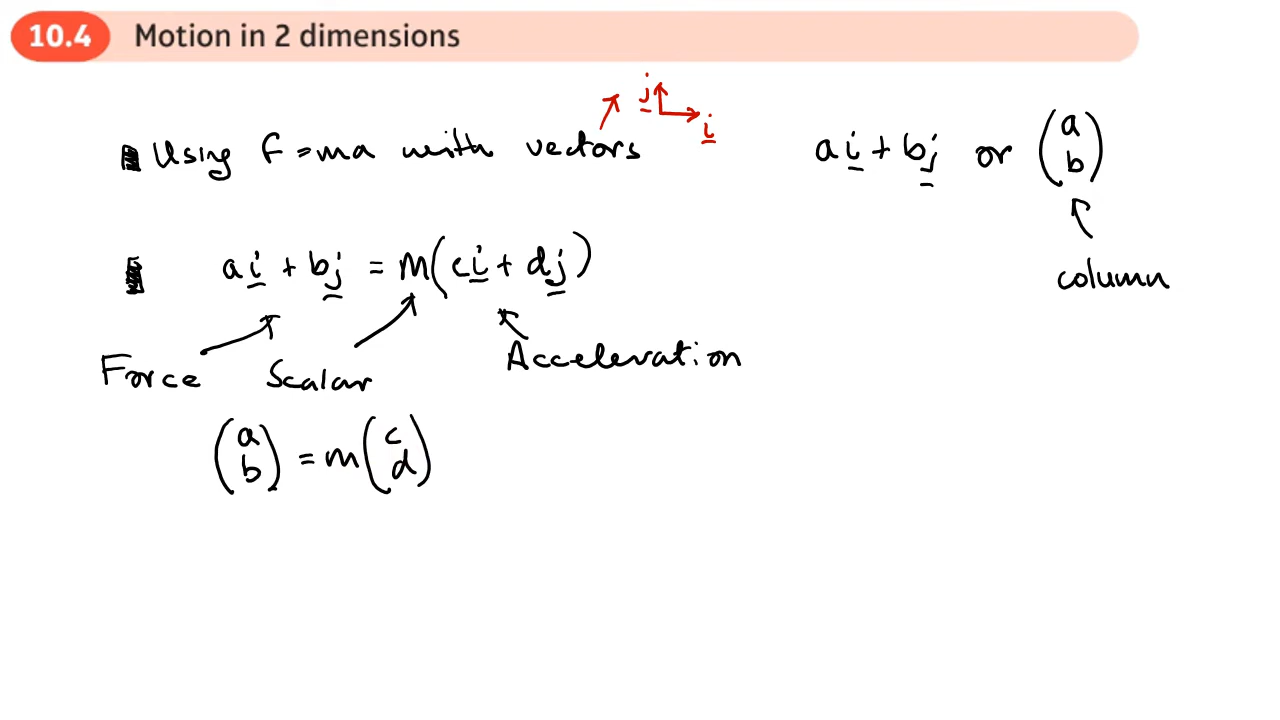 10.4 Motion in 2 dimensions
j
i
Using F=ma with vectors
ai + bj or (a b)
column
ai + bj = m(ci + dj)
Force Scalar Acceleration
(a b) = m(c d)